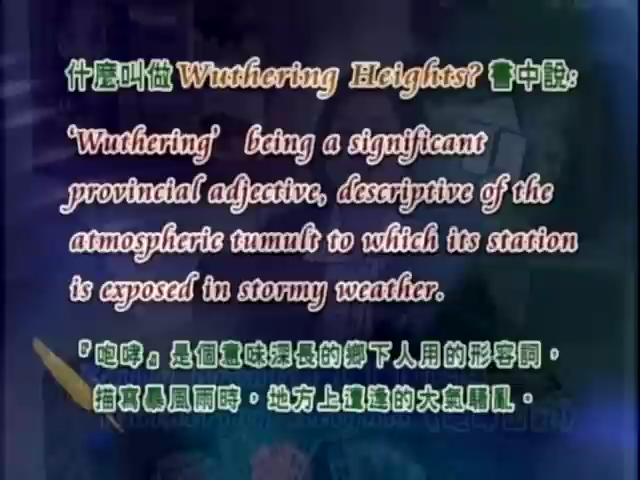 什麼叫做 Wuthering Heights? 書中說:
'Wuthering' being a significant
provincial adjective, descriptive of the
atmospheric tumult to which its station
is exposed in stormy weather.
『咆哮』是個意味深長的鄉下人用的形容詞，
描寫暴風雨時，地方上遭逢的大氣騷亂。